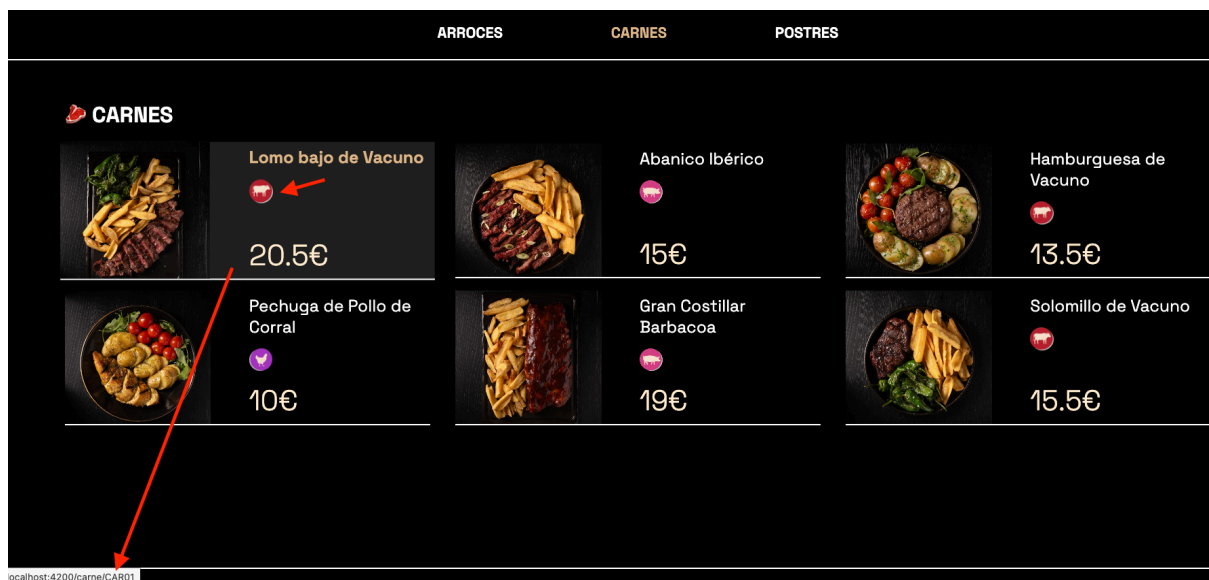 ARROCES CARNES POSTRES
CARNES
Lomo bajo de Vacuno
20.5€
Abanico Ibérico
15€
Hamburguesa de
Vacuno
13.5€
Pechuga de Pollo de
Corral
10€
Gran Costillar
Barbacoa
19€
Solomillo de Vacuno
15.5€
ocalhost:4200/carne/CAR01